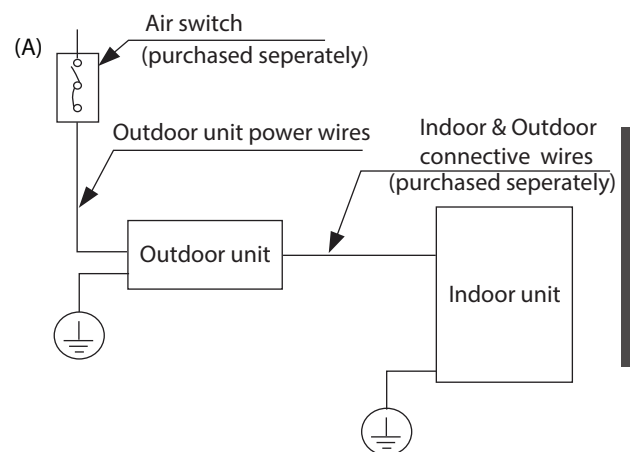 (A)
Air switch
(purchased seperately)
Outdoor unit power wires
Indoor & Outdoor
connective wires
(purchased seperately)
Outdoor unit
Indoor unit